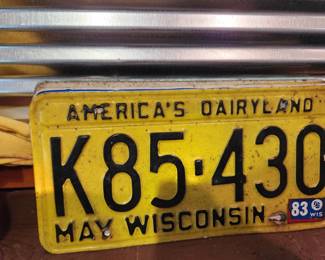 AMERICA'S DAIRYLAND
K85-430
MAY WISCONSIN
83
WIS